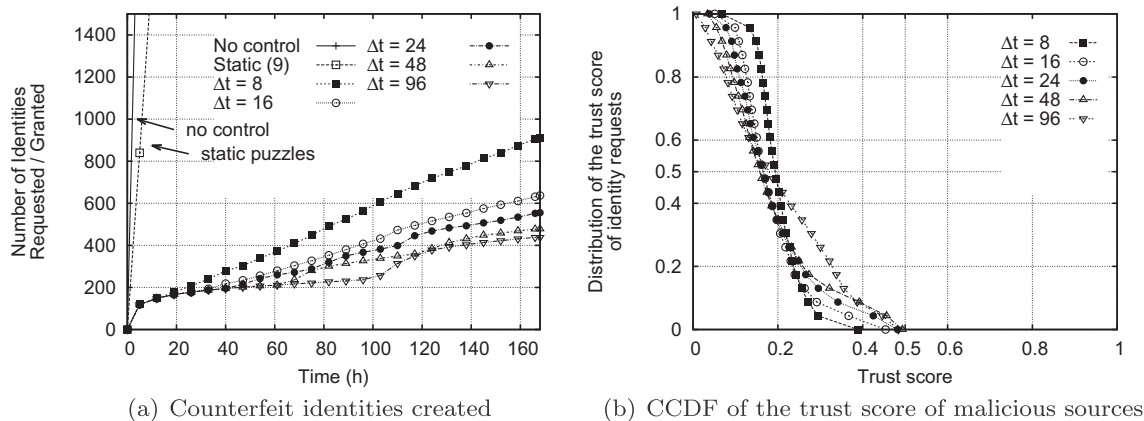 Number of Identities
Requested / Granted
1500
1400
1200
1000
800
600
400
200
0
No control
Static (9)
Δt = 8
Δt = 16
Δt = 24
Δt = 48
Δt = 96
no control
static puzzles
0 20 40 60 80 100 120 140 160
Time (h)
(a) Counterfeit identities created
Distribution of the trust score
of identity requests
1
0.8
0.6
0.4
0.2
0
Δt = 8
Δt = 16
Δt = 24
Δt = 48
Δt = 96
0 0.2 0.4 0.5 0.6 0.8 1
Trust score
(b) CCDF of the trust score of malicious sources